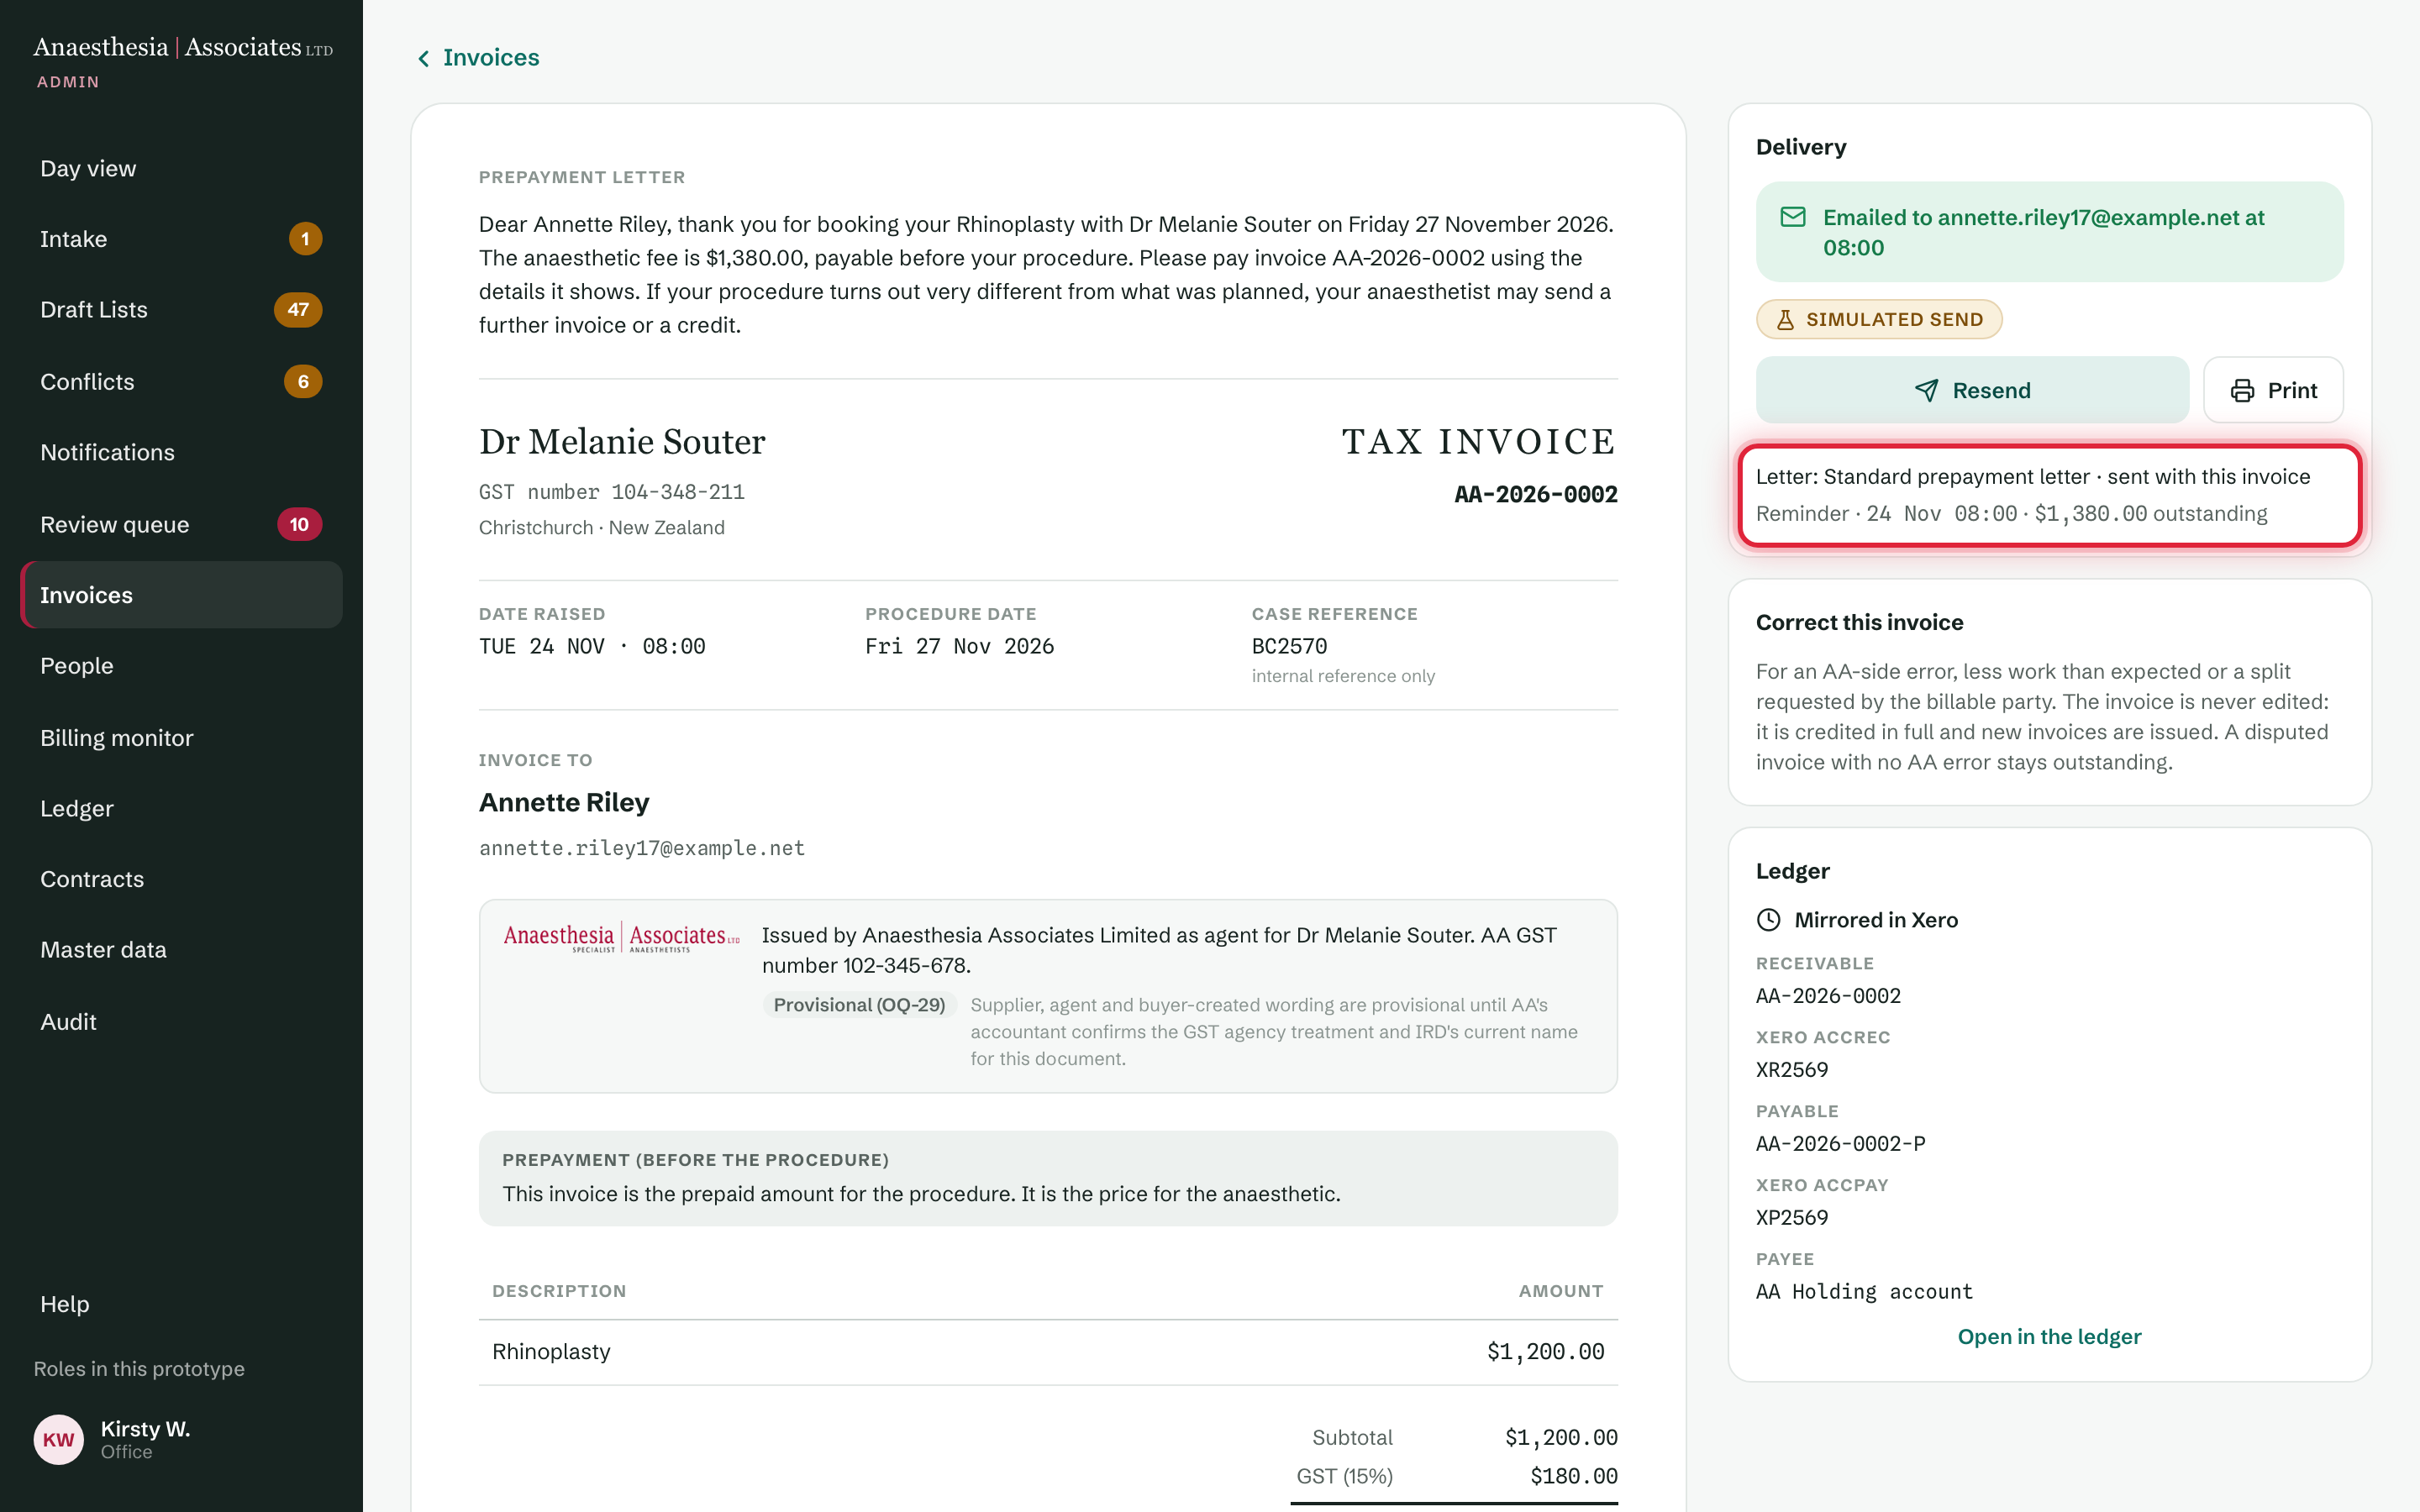 Anaesthesia | Associates LTD
ADMIN
Day view
Intake 1
Draft Lists 47
Conflicts 6
Notifications
Review queue 10
Invoices
People
Billing monitor
Ledger
Contracts
Master data
Audit
Help
Roles in this prototype
KW Kirsty W.
Office
Invoices
PREPAYMENT LETTER
Dear Annette Riley, thank you for booking your Rhinoplasty with Dr Melanie Souter on Friday 27 November 2026.
The anaesthetic fee is $1,380.00, payable before your procedure. Please pay invoice AA-2026-0002 using the
details it shows. If your procedure turns out very different from what was planned, your anaesthetist may send a
further invoice or a credit.
Dr Melanie Souter
GST number 104-348-211
Christchurch · New Zealand
TAX INVOICE
AA-2026-0002
DATE RAISED
TUE 24 NOV · 08:00
PROCEDURE DATE
Fri 27 Nov 2026
CASE REFERENCE
BC2570
internal reference only
INVOICE TO
Annette Riley
annette.riley17@example.net
Anaesthesia | Associates LTD
SPECIALIST ANAESTHETISTS
Issued by Anaesthesia Associates Limited as agent for Dr Melanie Souter. AA GST
number 102-345-678.
Provisional (OQ-29) Supplier, agent and buyer-created wording are provisional until AA's
accountant confirms the GST agency treatment and IRD's current name
for this document.
PREPAYMENT (BEFORE THE PROCEDURE)
This invoice is the prepaid amount for the procedure. It is the price for the anaesthetic.
DESCRIPTION AMOUNT
Rhinoplasty $1,200.00
Subtotal $1,200.00
GST (15%) $180.00
Delivery
Emailed to annette.riley17@example.net at
08:00
SIMULATED SEND
Resend Print
Letter: Standard prepayment letter · sent with this invoice
Reminder · 24 Nov 08:00 · $1,380.00 outstanding
Correct this invoice
For an AA-side error, less work than expected or a split
requested by the billable party. The invoice is never edited:
it is credited in full and new invoices are issued. A disputed
invoice with no AA error stays outstanding.
Ledger
Mirrored in Xero
RECEIVABLE
AA-2026-0002
XERO ACCREC
XR2569
PAYABLE
AA-2026-0002-P
XERO ACCPAY
XP2569
PAYEE
AA Holding account
Open in the ledger